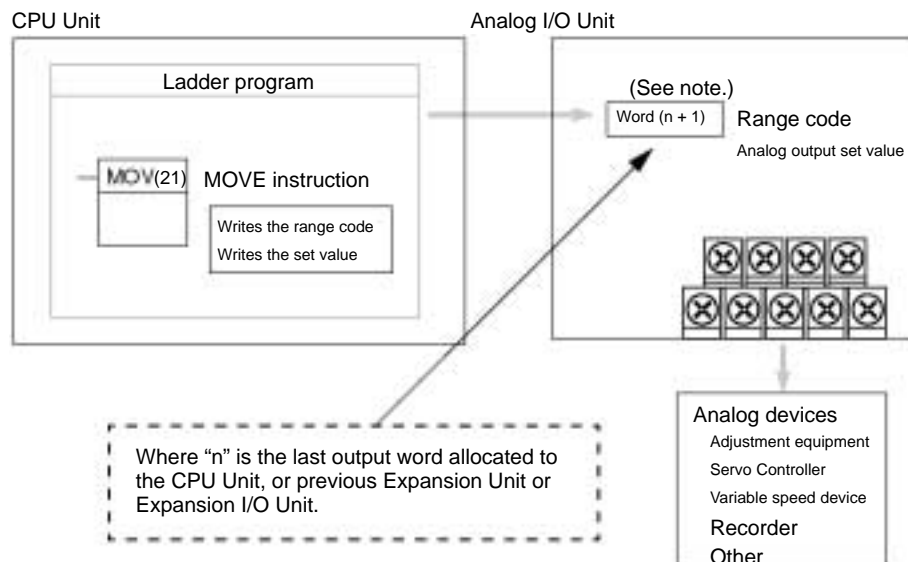 CPU Unit
Analog I/O Unit
Ladder program
(See note.)
Word (n + 1)
Range code
Analog output set value
MOV(21)
MOVE instruction
Writes the range code
Writes the set value
Where “n” is the last output word allocated to
the CPU Unit, or previous Expansion Unit or
Expansion I/O Unit.
Analog devices
Adjustment equipment
Servo Controller
Variable speed device
Recorder
Other